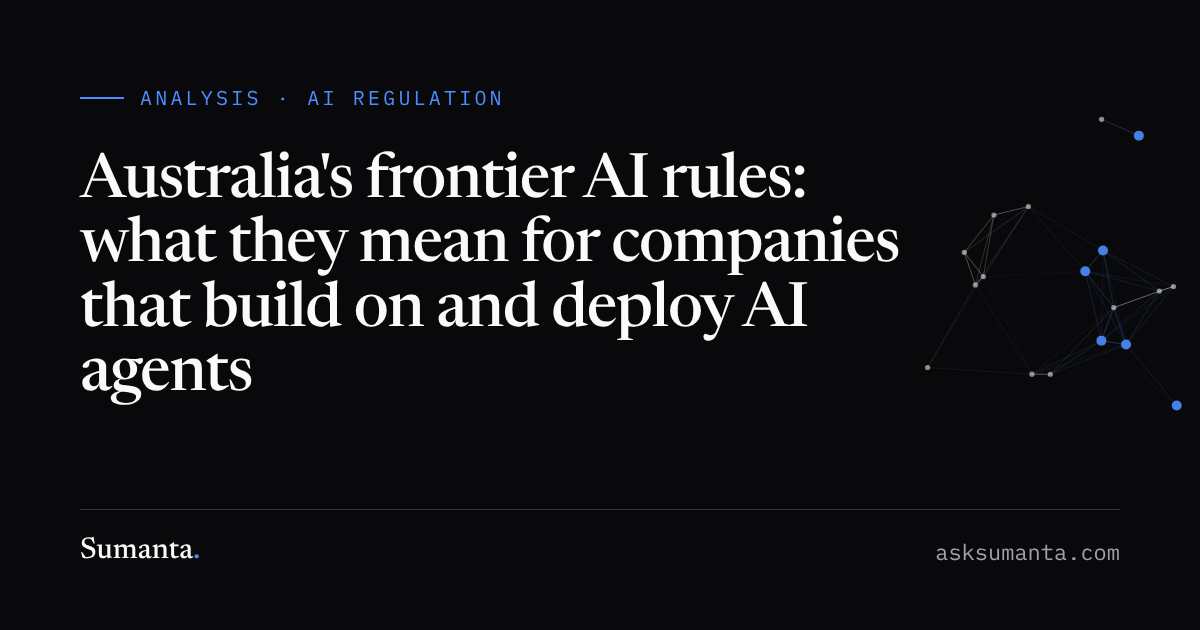 ANALYSIS · AI REGULATION
Australia's frontier AI rules:
what they mean for companies
that build on and deploy AI
agents
Sumanta.
asksumanta.com